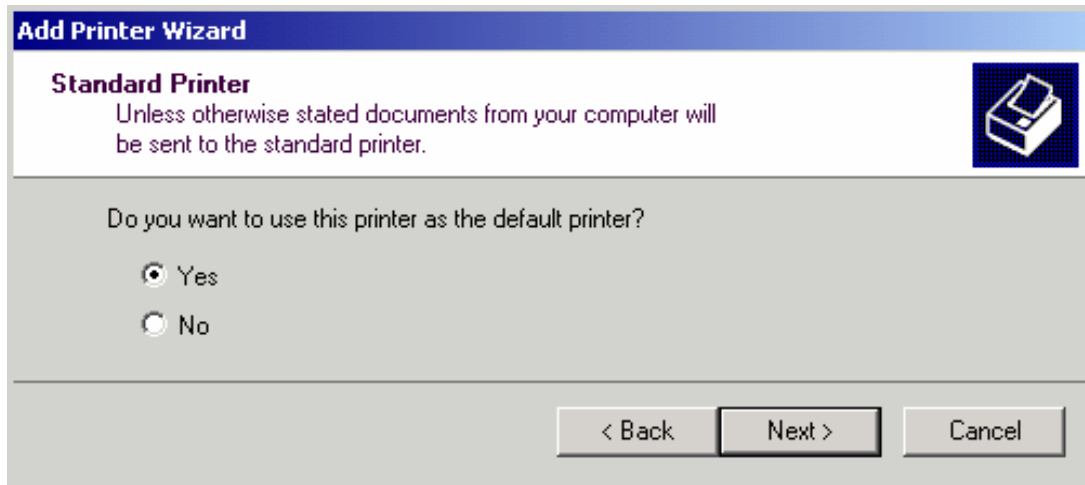 Add Printer Wizard
Standard Printer
Unless otherwise stated documents from your computer will
be sent to the standard printer.
Do you want to use this printer as the default printer?
Yes
No
< Back Next > Cancel